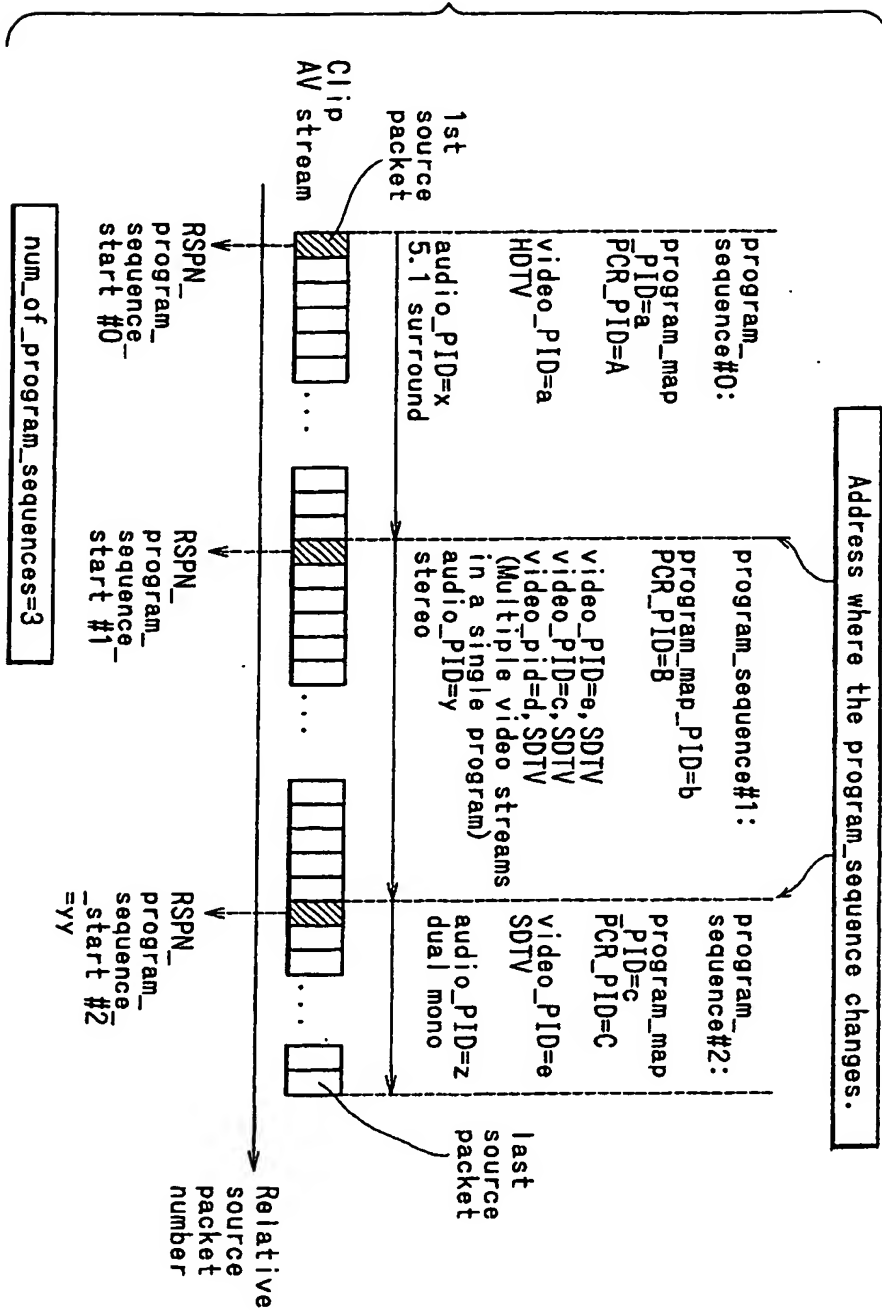 Address where the program_sequence changes.
program_
sequence#0:
program_map
_PID=a
PCR_PID=A
video_PID=a
HDTV
audio_PID=x
5.1 surround
program_sequence#1:
program_map_PID=b
PCR_PID=B
video_PID=e,SDTV
video_PID=c,SDTV
video_pid=d,SDTV
(Multiple video streams
in a single program)
audio_PID=y
stereo
program_
sequence#2:
program_map
_PID=c
PCR_PID=C
video_PID=e
SDTV
audio_PID=z
dual mono
1st
source
packet
last
source
packet
Clip
AV stream
...
...
...
Relative
source
packet
number
RSPN_
program_
sequence_
start #0
RSPN_
program_
sequence_
start #1
RSPN_
program_
sequence_
_start #2
=yy
num_of_program_sequences=3